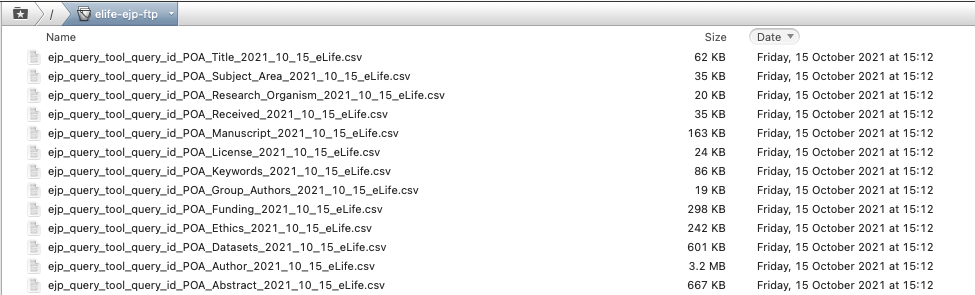 / elife-ejp-ftp
Name Size Date
ejp_query_tool_query_id_POA_Title_2021_10_15_eLife.csv 62 KB Friday, 15 October 2021 at 15:12
ejp_query_tool_query_id_POA_Subject_Area_2021_10_15_eLife.csv 35 KB Friday, 15 October 2021 at 15:12
ejp_query_tool_query_id_POA_Research_Organism_2021_10_15_eLife.csv 20 KB Friday, 15 October 2021 at 15:12
ejp_query_tool_query_id_POA_Received_2021_10_15_eLife.csv 35 KB Friday, 15 October 2021 at 15:12
ejp_query_tool_query_id_POA_Manuscript_2021_10_15_eLife.csv 163 KB Friday, 15 October 2021 at 15:12
ejp_query_tool_query_id_POA_License_2021_10_15_eLife.csv 24 KB Friday, 15 October 2021 at 15:12
ejp_query_tool_query_id_POA_Keywords_2021_10_15_eLife.csv 86 KB Friday, 15 October 2021 at 15:12
ejp_query_tool_query_id_POA_Group_Authors_2021_10_15_eLife.csv 19 KB Friday, 15 October 2021 at 15:12
ejp_query_tool_query_id_POA_Funding_2021_10_15_eLife.csv 298 KB Friday, 15 October 2021 at 15:12
ejp_query_tool_query_id_POA_Ethics_2021_10_15_eLife.csv 242 KB Friday, 15 October 2021 at 15:12
ejp_query_tool_query_id_POA_Datasets_2021_10_15_eLife.csv 601 KB Friday, 15 October 2021 at 15:12
ejp_query_tool_query_id_POA_Author_2021_10_15_eLife.csv 3.2 MB Friday, 15 October 2021 at 15:12
ejp_query_tool_query_id_POA_Abstract_2021_10_15_eLife.csv 667 KB Friday, 15 October 2021 at 15:12